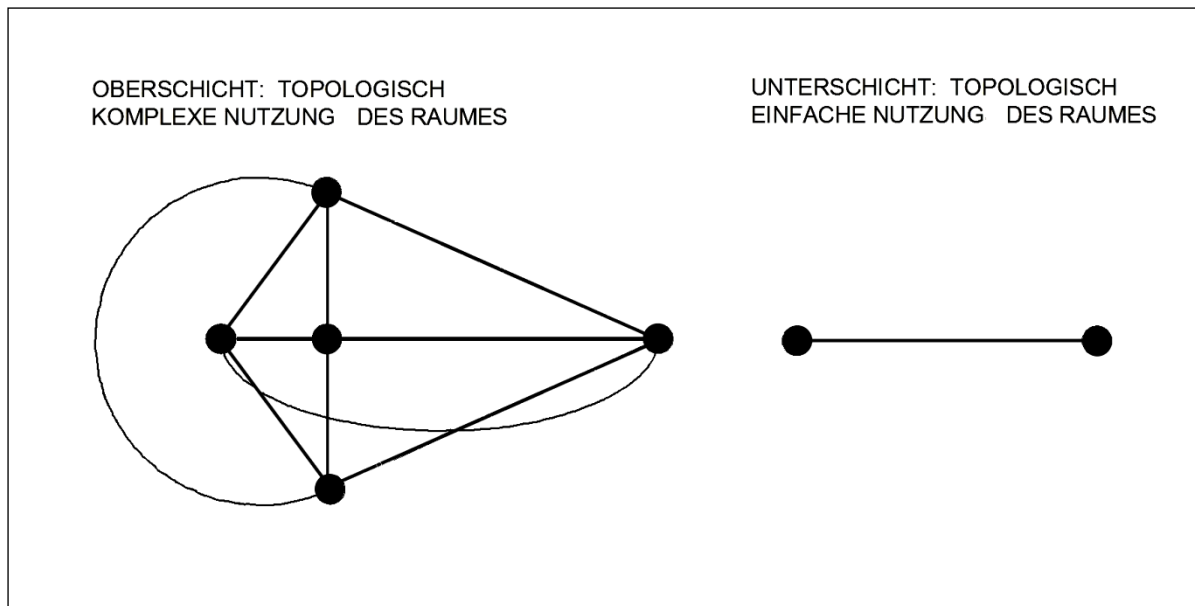 OBERSCHICHT: TOPOLOGISCH
KOMPLEXE NUTZUNG DES RAUMES
UNTERSCHICHT: TOPOLOGISCH
EINFACHE NUTZUNG DES RAUMES